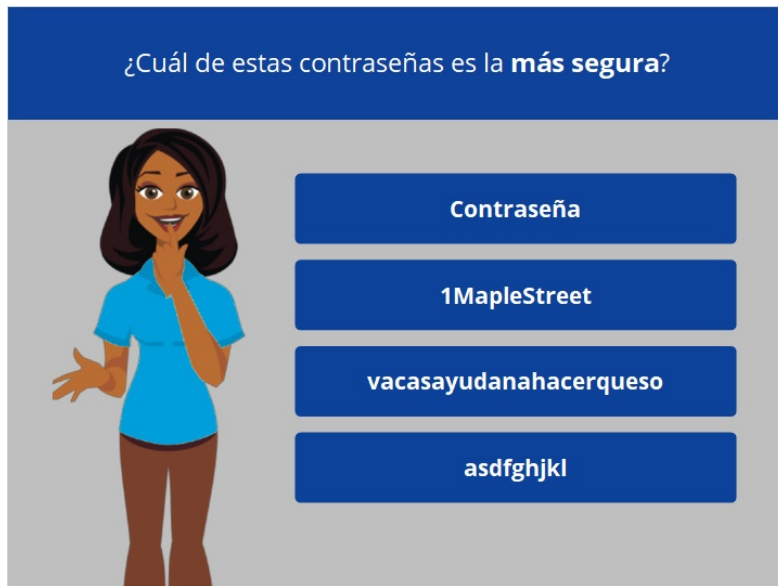 ¿Cuál de estas contraseñas es la más segura?
Contraseña
1MapleStreet
vacasayudanahacerqueso
asdfghjkl